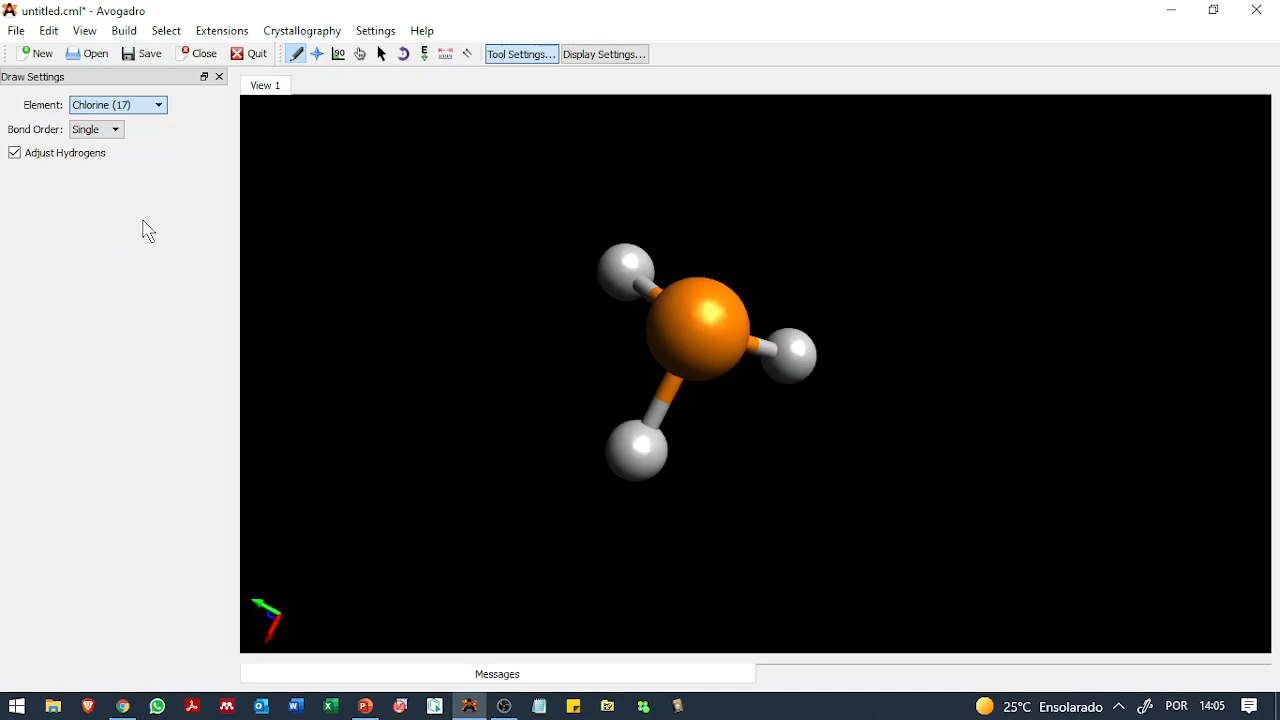 untitled.cml* - Avogadro
File Edit View Build Select Extensions Crystallography Settings Help
New Open Save Close Quit Tool Settings... Display Settings...
Draw Settings
View 1
Element: Chlorine (17)
Bond Order: Single
Adjust Hydrogens
Messages
25°C Ensolarado POR 14:05